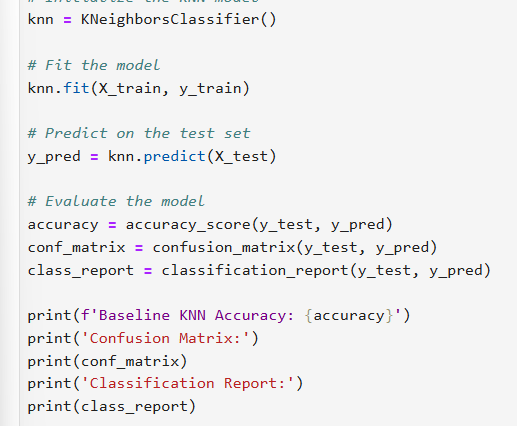 knn = KNeighborsClassifier()
# Fit the model
knn.fit(X_train, y_train)
# Predict on the test set
y_pred = knn.predict(X_test)
# Evaluate the model
accuracy = accuracy_score(y_test, y_pred)
conf_matrix = confusion_matrix(y_test, y_pred)
class_report = classification_report(y_test, y_pred)
print(f'Baseline KNN Accuracy: {accuracy}')
print('Confusion Matrix:')
print(conf_matrix)
print('Classification Report:')
print(class_report)